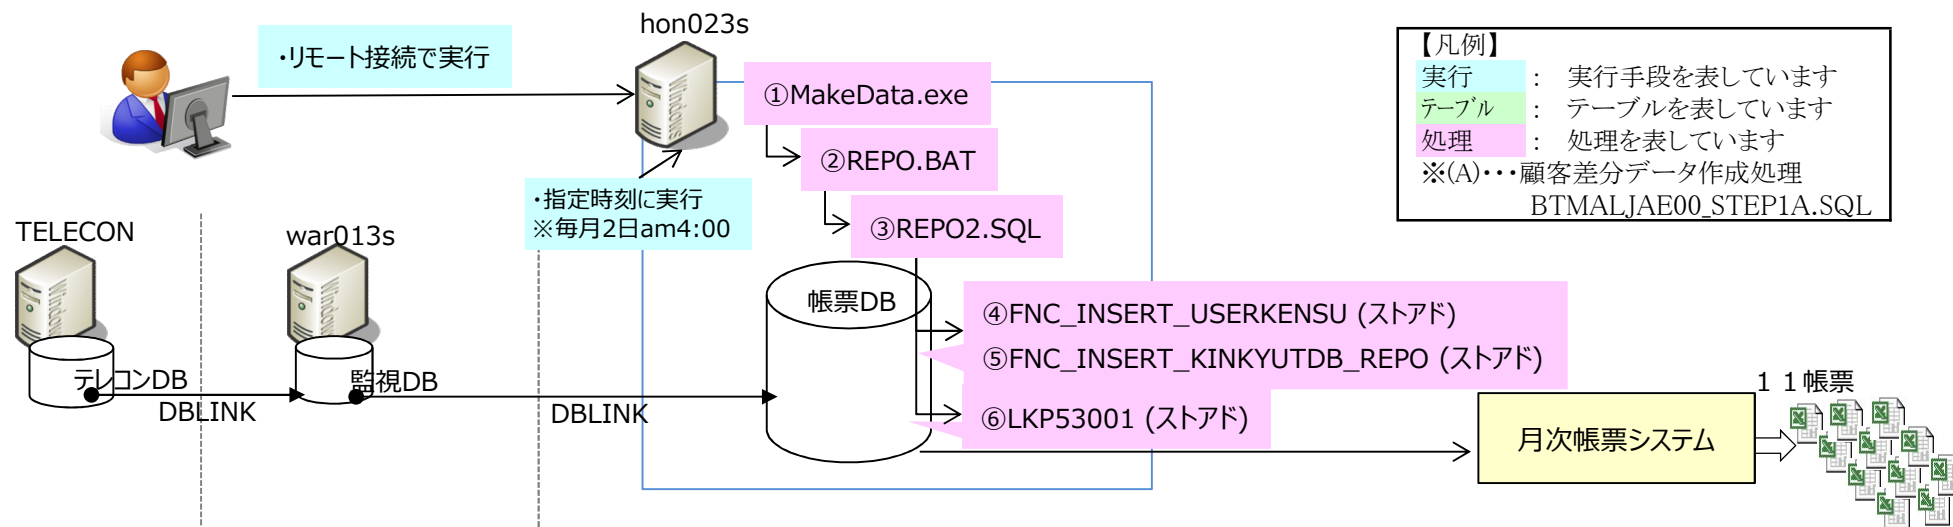 hon023s
・リモート接続で実行
①MakeData.exe
②REPO.BAT
③REPO2.SQL
【凡例】
実行 : 実行手段を表しています
テーブル : テーブルを表しています
処理 : 処理を表しています
※(A)・・・顧客差分データ作成処理
BTMALJAE00_STEP1A.SQL
・指定時刻に実行
※毎月2日am4:00
TELECON
war013s
Windows
Windows
Windows
帳票DB
④FNC_INSERT_USERKENSU (ストアド)
⑤FNC_INSERT_KINKYUTDB_REPO (ストアド)
⑥LKP53001 (ストアド)
テレコンDB
監視DB
DBLINK
DBLINK
月次帳票システム
11帳票